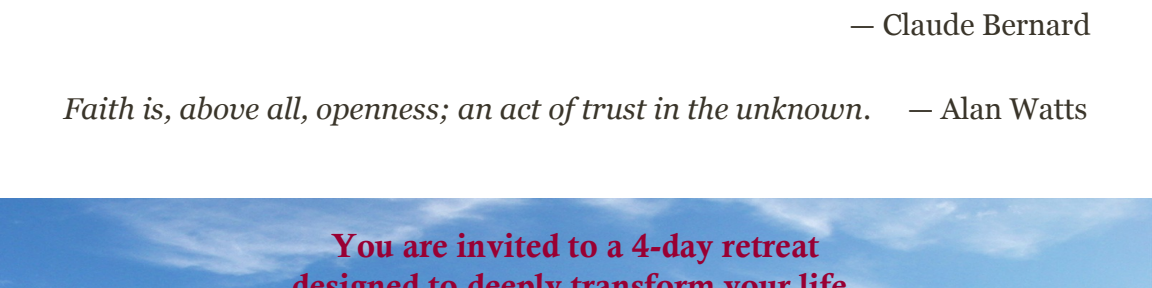 — Claude Bernard
Faith is, above all, openness; an act of trust in the unknown. — Alan Watts
You are invited to a 4-day retreat
designed to deeply transform your life